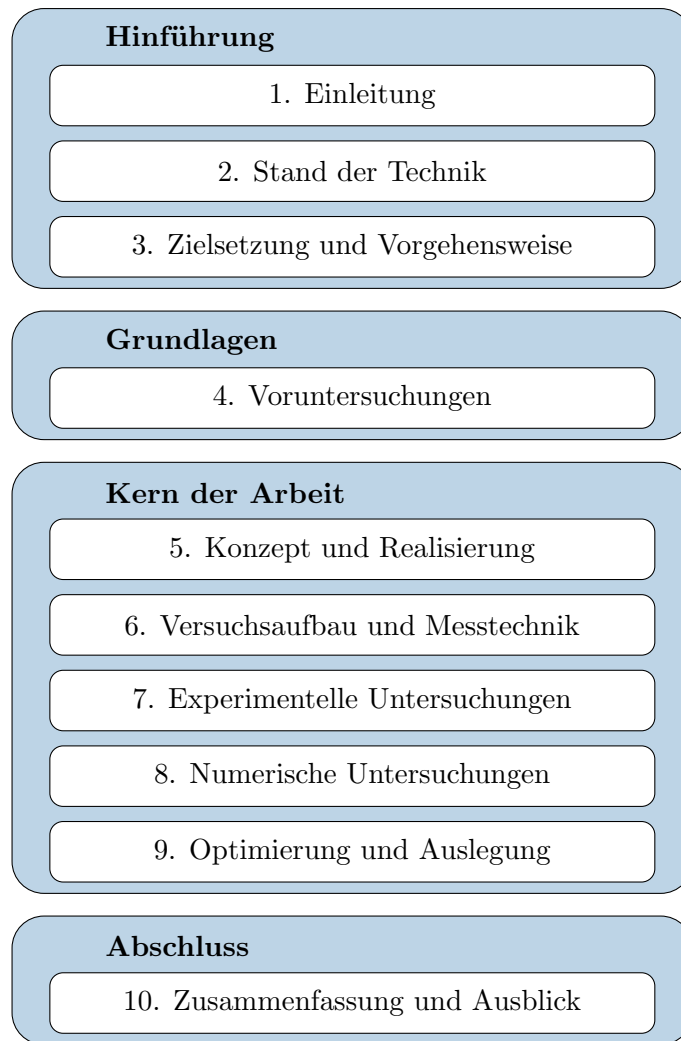 Hinführung
1. Einleitung
2. Stand der Technik
3. Zielsetzung und Vorgehensweise
Grundlagen
4. Voruntersuchungen
Kern der Arbeit
5. Konzept und Realisierung
6. Versuchsaufbau und Messtechnik
7. Experimentelle Untersuchungen
8. Numerische Untersuchungen
9. Optimierung und Auslegung
Abschluss
10. Zusammenfassung und Ausblick